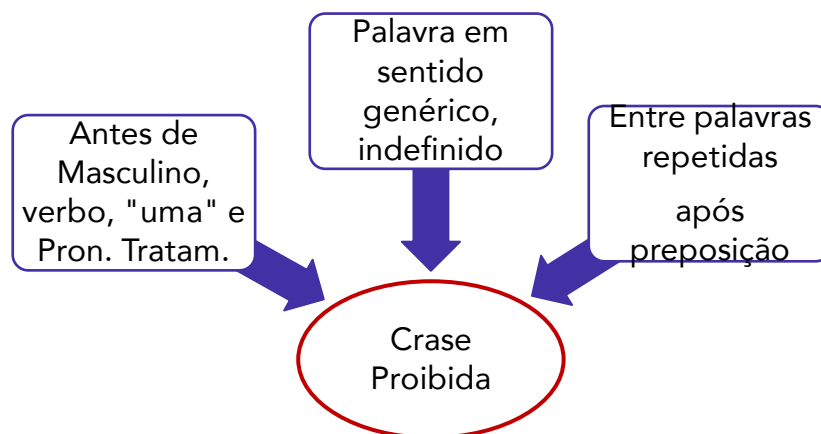 Antes de
Masculino,
verbo, "uma" e
Pron. Tratam.
Palavra em
sentido
genérico,
indefinido
Entre palavras
repetidas
após
preposição
Crase
Proibida